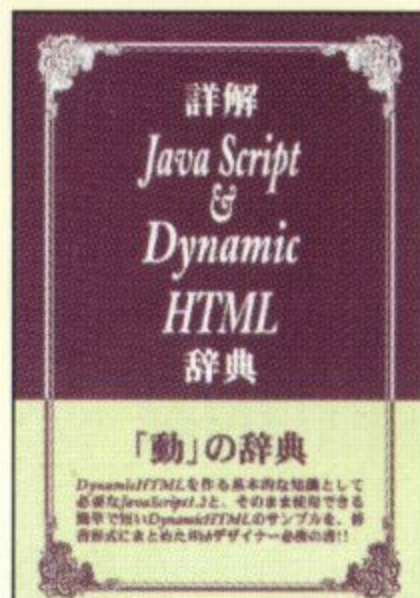 詳解
Java Script
&
Dynamic
HTML
辞典
「動」の辞典
DynamicHTMLを作る基本的な知識として
必要なJavaScript1.2と、そのまま使用できる
簡単で短いDynamicHTMLのサンプルを、辞
書形式にまとめたWebデザイナー必携の書!!